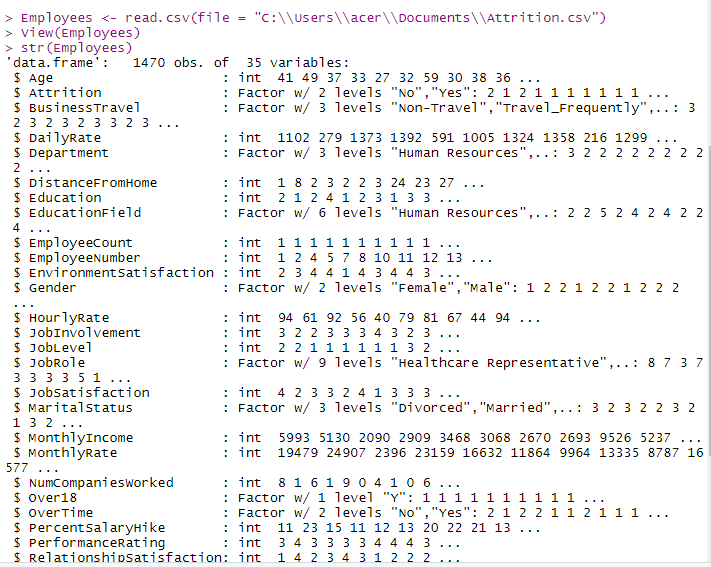 > Employees <- read.csv(file = "C:\\Users\\acer\\Documents\\Attrition.csv")
> View(Employees)
> str(Employees)
'data.frame':   1470 obs. of  35 variables:
 $ Age                     : int  41 49 37 33 27 32 59 30 38 36 ...
 $ Attrition               : Factor w/ 2 levels "No","Yes": 2 1 2 1 1 1 1 1 1 1 ...
 $ BusinessTravel          : Factor w/ 3 levels "Non-Travel","Travel_Frequently",..: 3
2 3 2 3 2 3 3 2 3 ...
 $ DailyRate               : int  1102 279 1373 1392 591 1005 1324 1358 216 1299 ...
 $ Department              : Factor w/ 3 levels "Human Resources",..: 3 2 2 2 2 2 2 2 2
2 ...
 $ DistanceFromHome        : int  1 8 2 3 2 2 3 24 23 27 ...
 $ Education               : int  2 1 2 4 1 2 3 1 3 3 ...
 $ EducationField          : Factor w/ 6 levels "Human Resources",..: 2 2 5 2 4 2 4 2 2
4 ...
 $ EmployeeCount           : int  1 1 1 1 1 1 1 1 1 1 ...
 $ EmployeeNumber          : int  1 2 4 5 7 8 10 11 12 13 ...
 $ EnvironmentSatisfaction : int  2 3 4 4 1 4 3 4 4 3 ...
 $ Gender                  : Factor w/ 2 levels "Female","Male": 1 2 2 1 2 2 1 2 2 2
...
 $ HourlyRate              : int  94 61 92 56 40 79 81 67 44 94 ...
 $ JobInvolvement          : int  3 2 2 3 3 3 4 3 2 3 ...
 $ JobLevel                : int  2 2 1 1 1 1 1 1 3 2 ...
 $ JobRole                 : Factor w/ 9 levels "Healthcare Representative",..: 8 7 3 7
3 3 3 3 5 1 ...
 $ JobSatisfaction         : int  4 2 3 3 2 4 1 3 3 3 ...
 $ MaritalStatus           : Factor w/ 3 levels "Divorced","Married",..: 3 2 3 2 2 3 2
1 3 2 ...
 $ MonthlyIncome           : int  5993 5130 2090 2909 3468 3068 2670 2693 9526 5237 ...
 $ MonthlyRate             : int  19479 24907 2396 23159 16632 11864 9964 13335 8787 16
577 ...
 $ NumCompaniesWorked      : int  8 1 6 1 9 0 4 1 0 6 ...
 $ Over18                  : Factor w/ 1 level "Y": 1 1 1 1 1 1 1 1 1 1 ...
 $ OverTime                : Factor w/ 2 levels "No","Yes": 2 1 2 2 1 1 2 1 1 1 ...
 $ PercentSalaryHike       : int  11 23 15 11 12 13 20 22 21 13 ...
 $ PerformanceRating       : int  3 4 3 3 3 3 4 4 4 3 ...
 $ RelationshipSatisfaction: int  1 4 2 3 4 3 1 2 2 2 ...